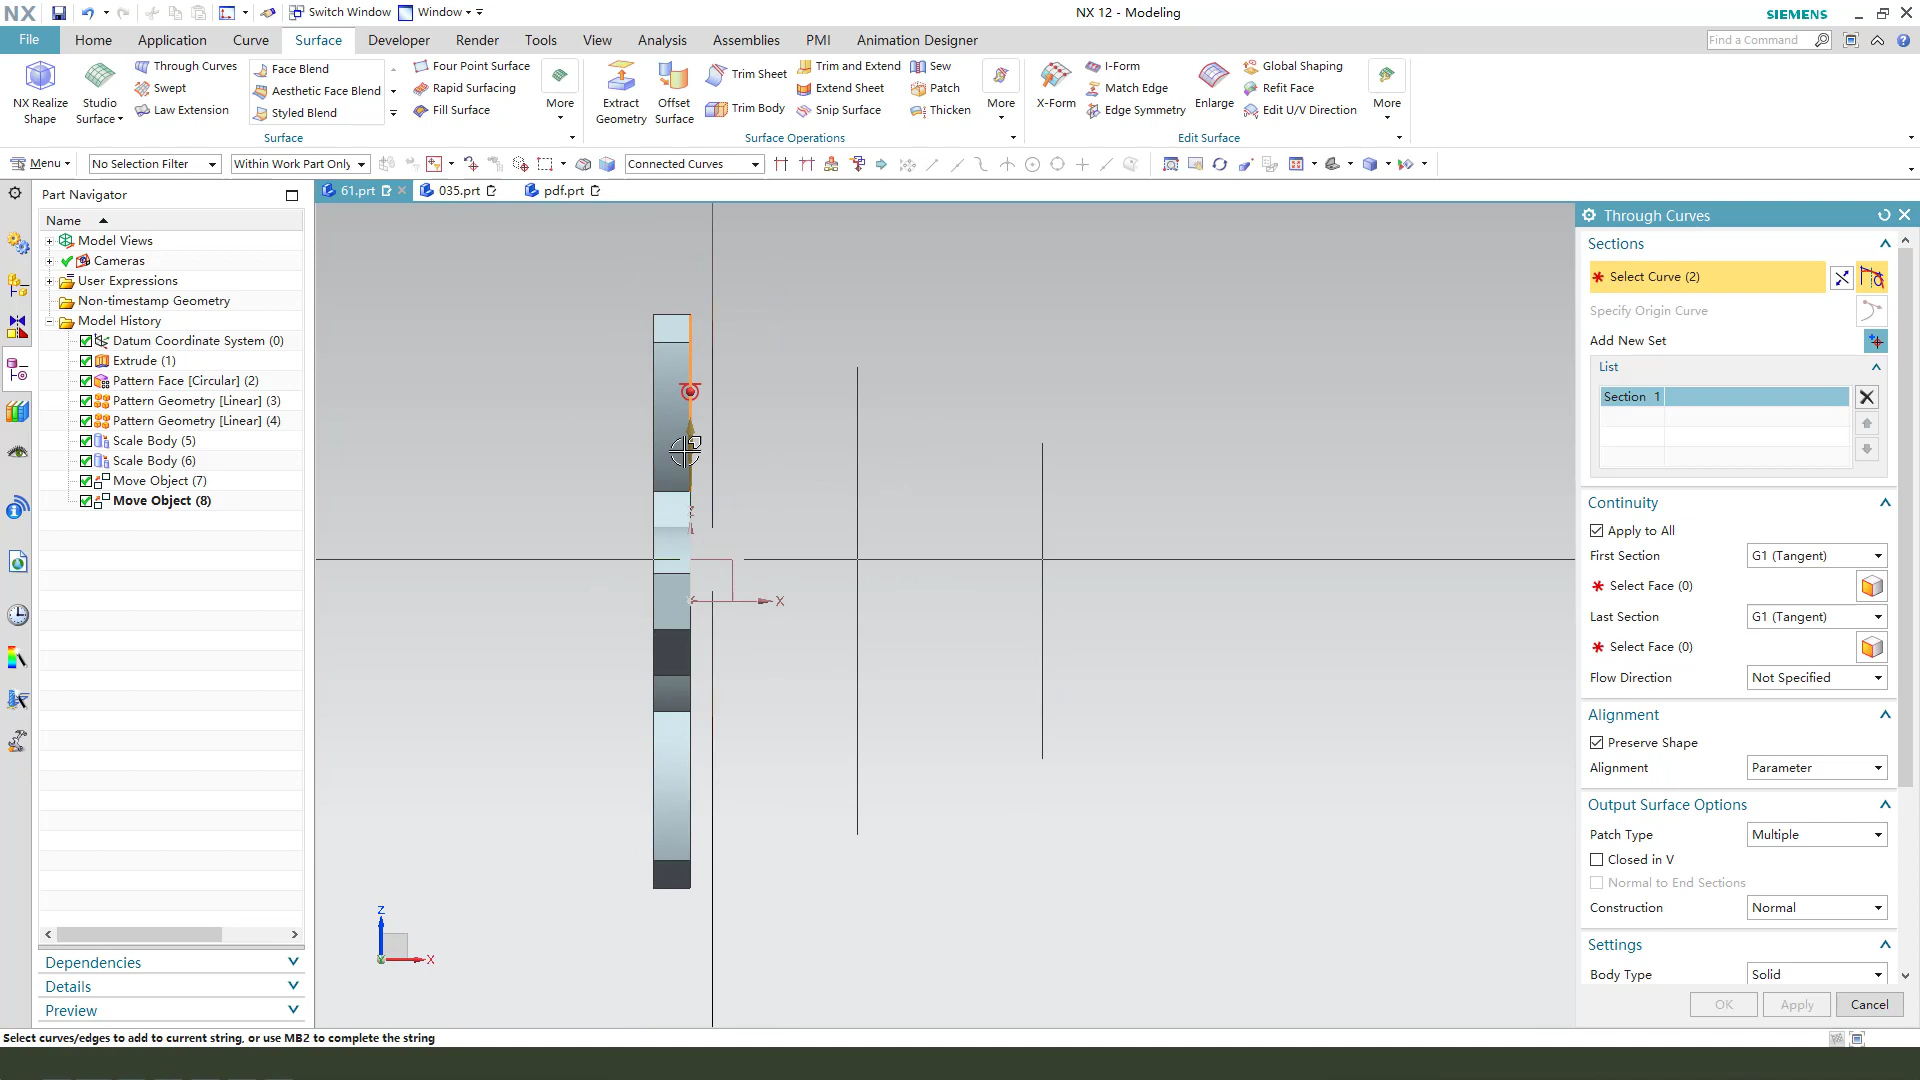 NX
Switch Window
Window
NX 12 - Modeling
SIEMENS
File
Home
Application
Curve
Surface
Developer
Render
Tools
View
Analysis
Assemblies
PMI
Animation Designer
Find a Command
NX Realize Shape
Studio Surface
Through Curves
Swept
Law Extension
Face Blend
Aesthetic Face Blend
Styled Blend
Four Point Surface
Rapid Surfacing
Fill Surface
More
Surface
Extract Geometry
Offset Surface
Trim Sheet
Trim Body
Trim and Extend
Extend Sheet
Snip Surface
Sew
Patch
Thicken
More
Surface Operations
X-Form
I-Form
Match Edge
Edge Symmetry
Enlarge
Global Shaping
Refit Face
Edit U/V Direction
More
Edit Surface
Menu
No Selection Filter
Within Work Part Only
Connected Curves
Part Navigator
61.prt
035.prt
pdf.prt
Name
Model Views
Cameras
User Expressions
Non-timestamp Geometry
Model History
Datum Coordinate System (0)
Extrude (1)
Pattern Face [Circular] (2)
Pattern Geometry [Linear] (3)
Pattern Geometry [Linear] (4)
Scale Body (5)
Scale Body (6)
Move Object (7)
Move Object (8)
Dependencies
Details
Preview
X
Z
X
Through Curves
Sections
Select Curve (2)
Specify Origin Curve
Add New Set
List
Section 1
Continuity
Apply to All
First Section
G1 (Tangent)
Select Face (0)
Last Section
G1 (Tangent)
Select Face (0)
Flow Direction
Not Specified
Alignment
Preserve Shape
Alignment
Parameter
Output Surface Options
Patch Type
Multiple
Closed in V
Normal to End Sections
Construction
Normal
Settings
Body Type
Solid
OK
Apply
Cancel
Select curves/edges to add to current string, or use MB2 to complete the string